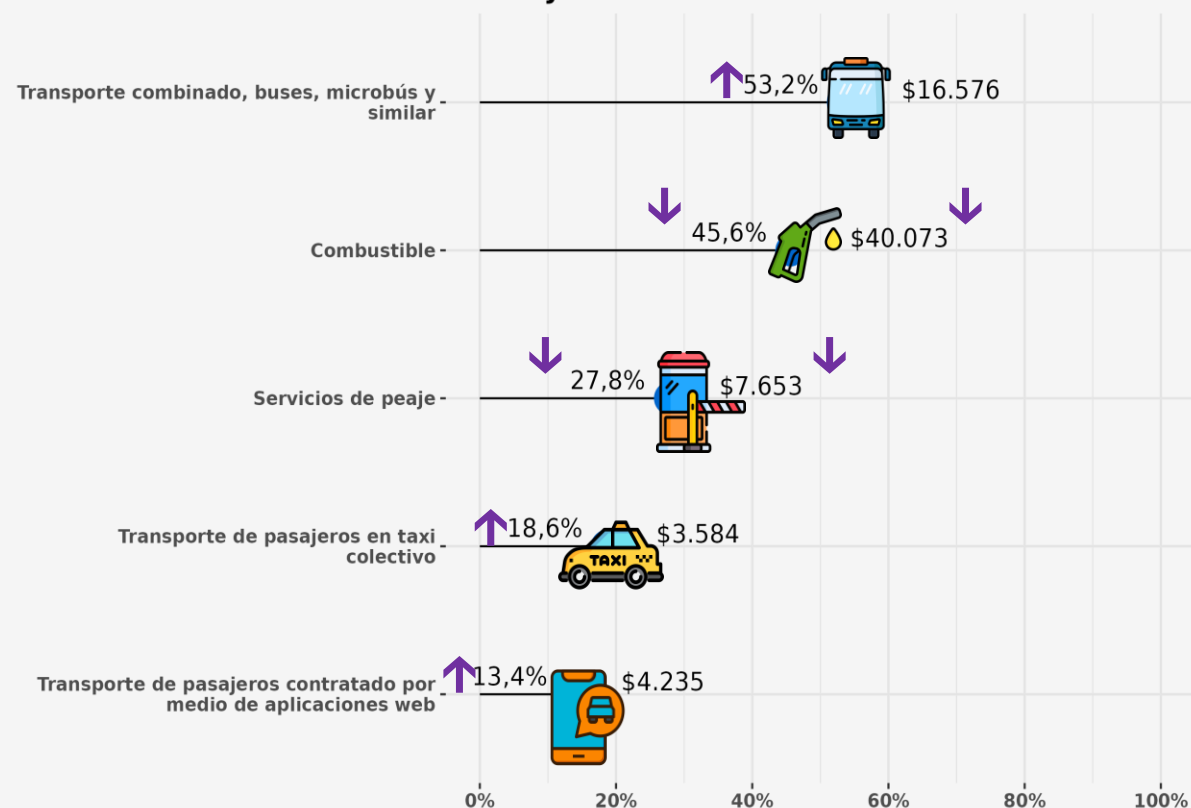 Transporte combinado, buses, microbús y
similar
53,2%
$16.576
Combustible
45,6%
$40.073
Servicios de peaje
27,8%
$7.653
Transporte de pasajeros en taxi
colectivo
18,6%
TAXI
$3.584
Transporte de pasajeros contratado por
medio de aplicaciones web
13,4%
$4.235
0% 20% 40% 60% 80% 100%